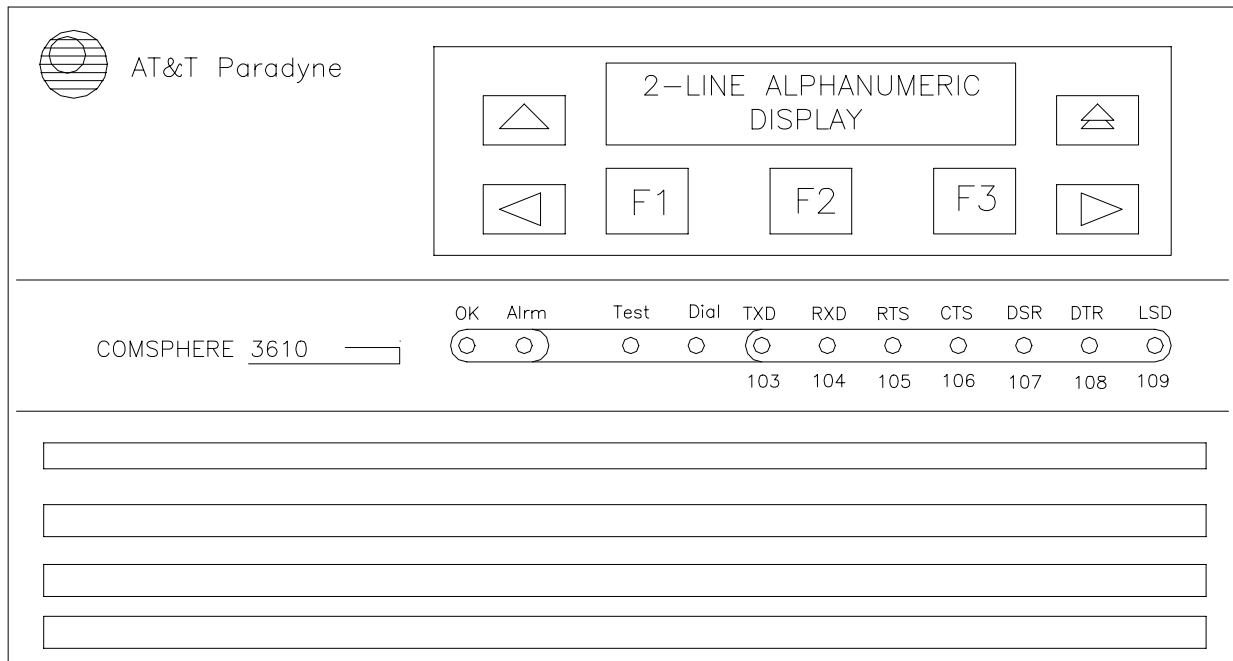 AT&T Paradyne
2-LINE ALPHANUMERIC
DISPLAY
F1 F2 F3
OK Alrm Test Dial TXD RXD RTS CTS DSR DTR LSD
COMSPHERE 3610
103 104 105 106 107 108 109